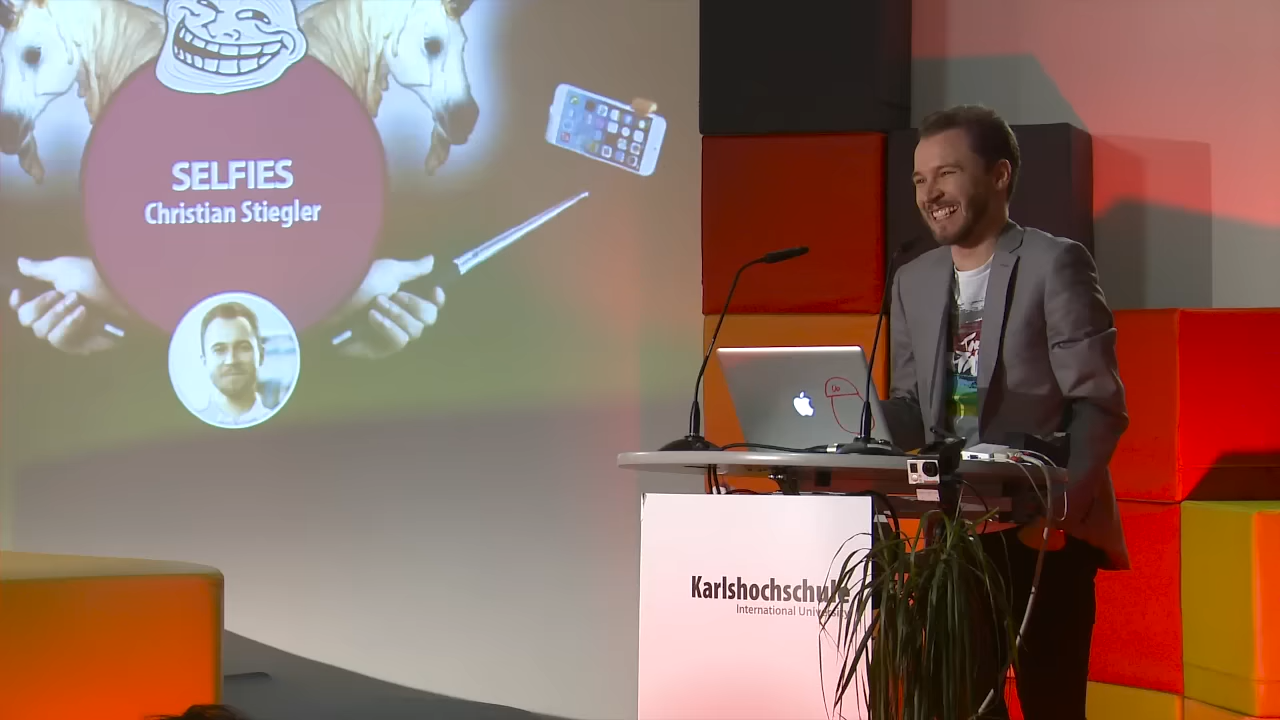 SELFIES
Christian Stiegler
Karlshochschule
International University